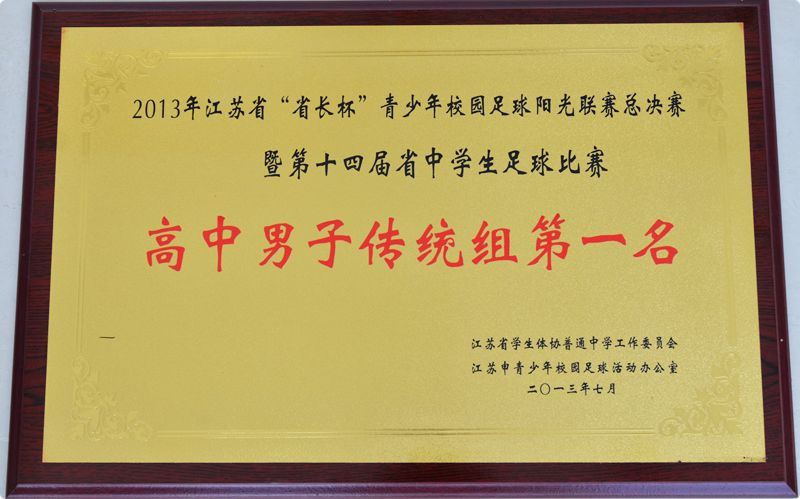 2013年江苏省“省长杯”青少年校园足球阳光联赛总决赛
暨第十四届省中学生足球比赛
高中男子传统组第一名
江苏省学生体协普通中学工作委员会
江苏申青少年校园足球活动办公室
二〇一三年七月